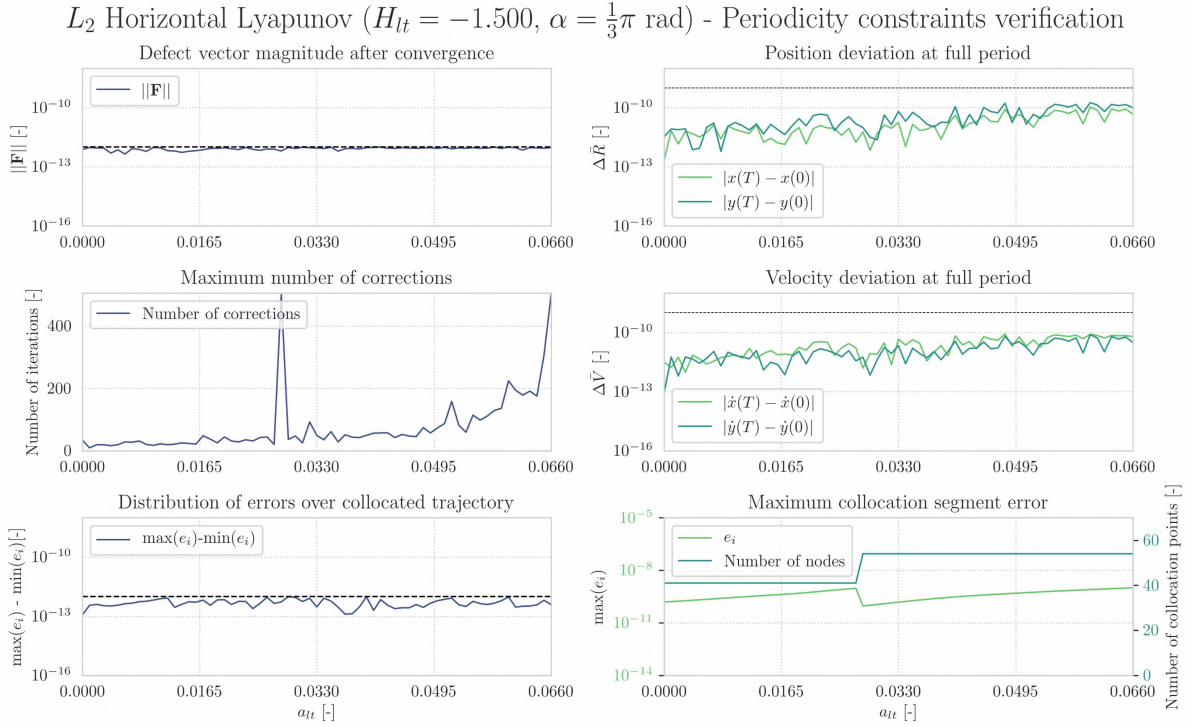 L₂ Horizontal Lyapunov (H_lt = −1.500, α = 1/3 π rad) - Periodicity constraints verification
Defect vector magnitude after convergence
||F||
||F|| [-]
10⁻¹⁰
10⁻¹³
10⁻¹⁶
0.0000 0.0165 0.0330 0.0495 0.0660
Position deviation at full period
ΔR̄ [-]
10⁻¹⁰
10⁻¹³
10⁻¹⁶
|x(T) − x(0)|
|y(T) − y(0)|
0.0000 0.0165 0.0330 0.0495 0.0660
Maximum number of corrections
Number of corrections
Number of iterations [-]
400
200
0
0.0000 0.0165 0.0330 0.0495 0.0660
Velocity deviation at full period
ΔV̄ [-]
10⁻¹⁰
10⁻¹³
10⁻¹⁶
|ẋ(T) − ẋ(0)|
|ẏ(T) − ẏ(0)|
0.0000 0.0165 0.0330 0.0495 0.0660
Distribution of errors over collocated trajectory
max(eᵢ)-min(eᵢ)
max(eᵢ) - min(eᵢ)[-]
10⁻¹⁰
10⁻¹³
10⁻¹⁶
0.0000 0.0165 0.0330 0.0495 0.0660
a_lt [-]
Maximum collocation segment error
eᵢ
Number of nodes
max(eᵢ)
10⁻⁵
10⁻⁸
10⁻¹¹
10⁻¹⁴
60
40
20
0
Number of collocation points [-]
0.0000 0.0165 0.0330 0.0495 0.0660
a_lt [-]